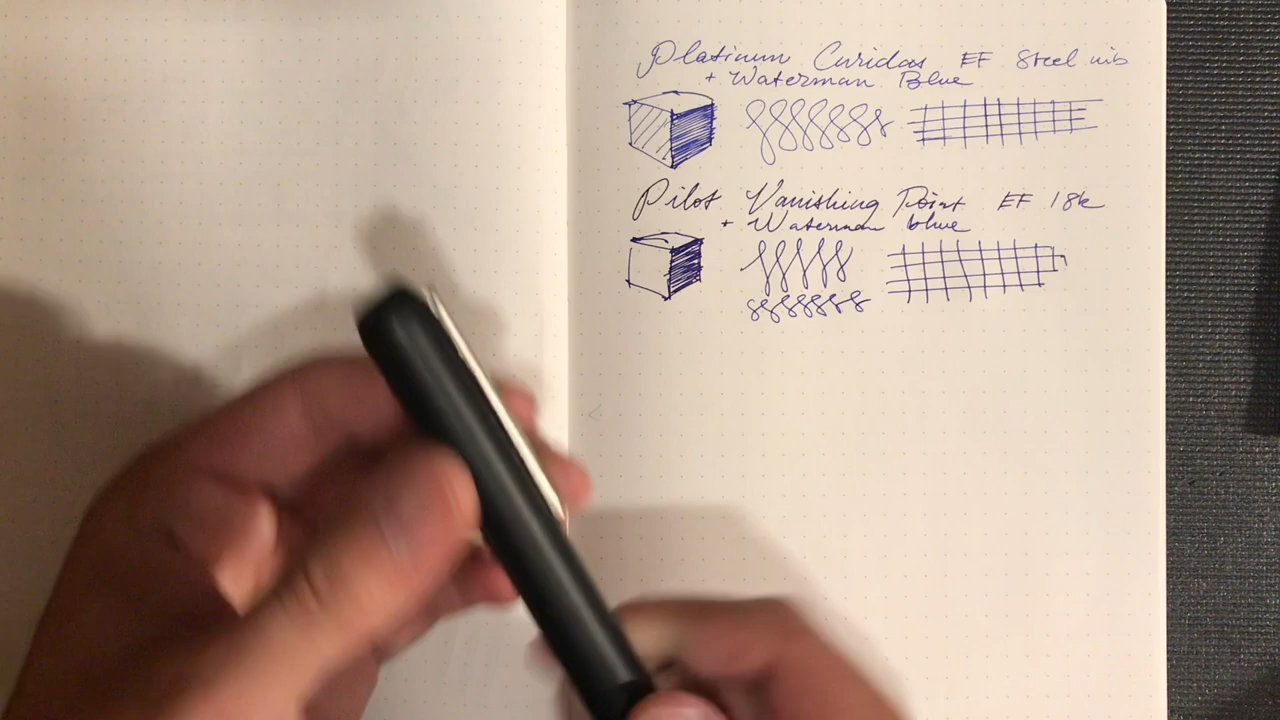 Platinum Curidas EF Steel nib
+ Waterman Blue
Pilot Vanishing Point EF 18k
+ Waterman blue